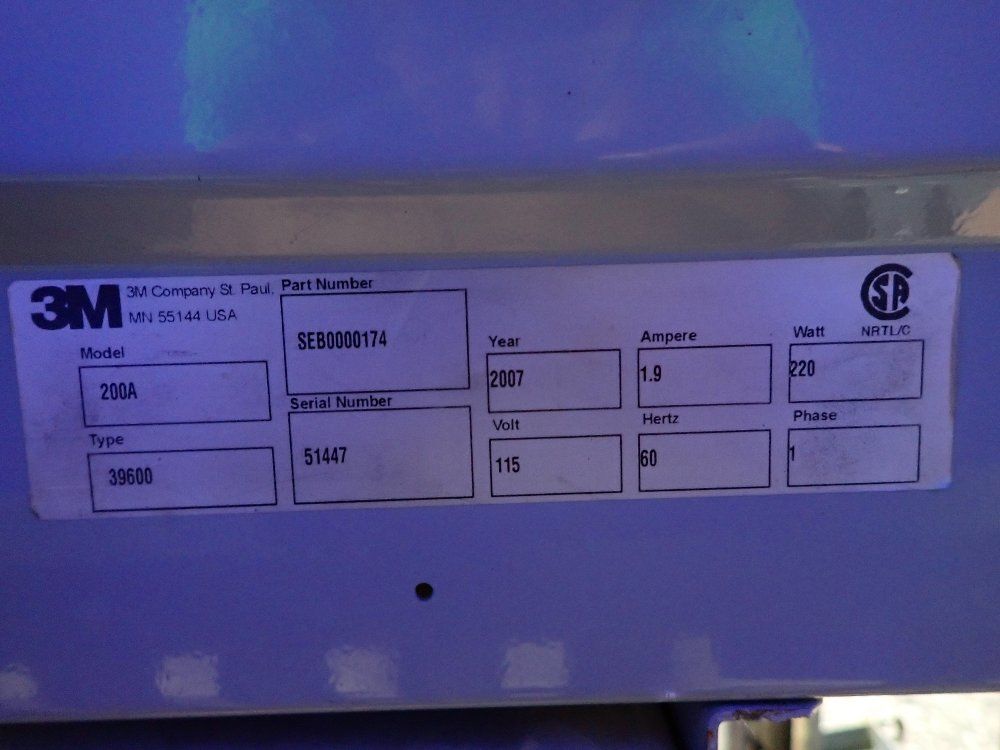 3M
3M Company St. Paul,
MN 55144 USA
Model
200A
Type
39600
Part Number
SEB0000174
Serial Number
51447
Year
2007
Volt
115
Ampere
1.9
Hertz
60
Watt
220
Phase
1
CSA
NRTL/C